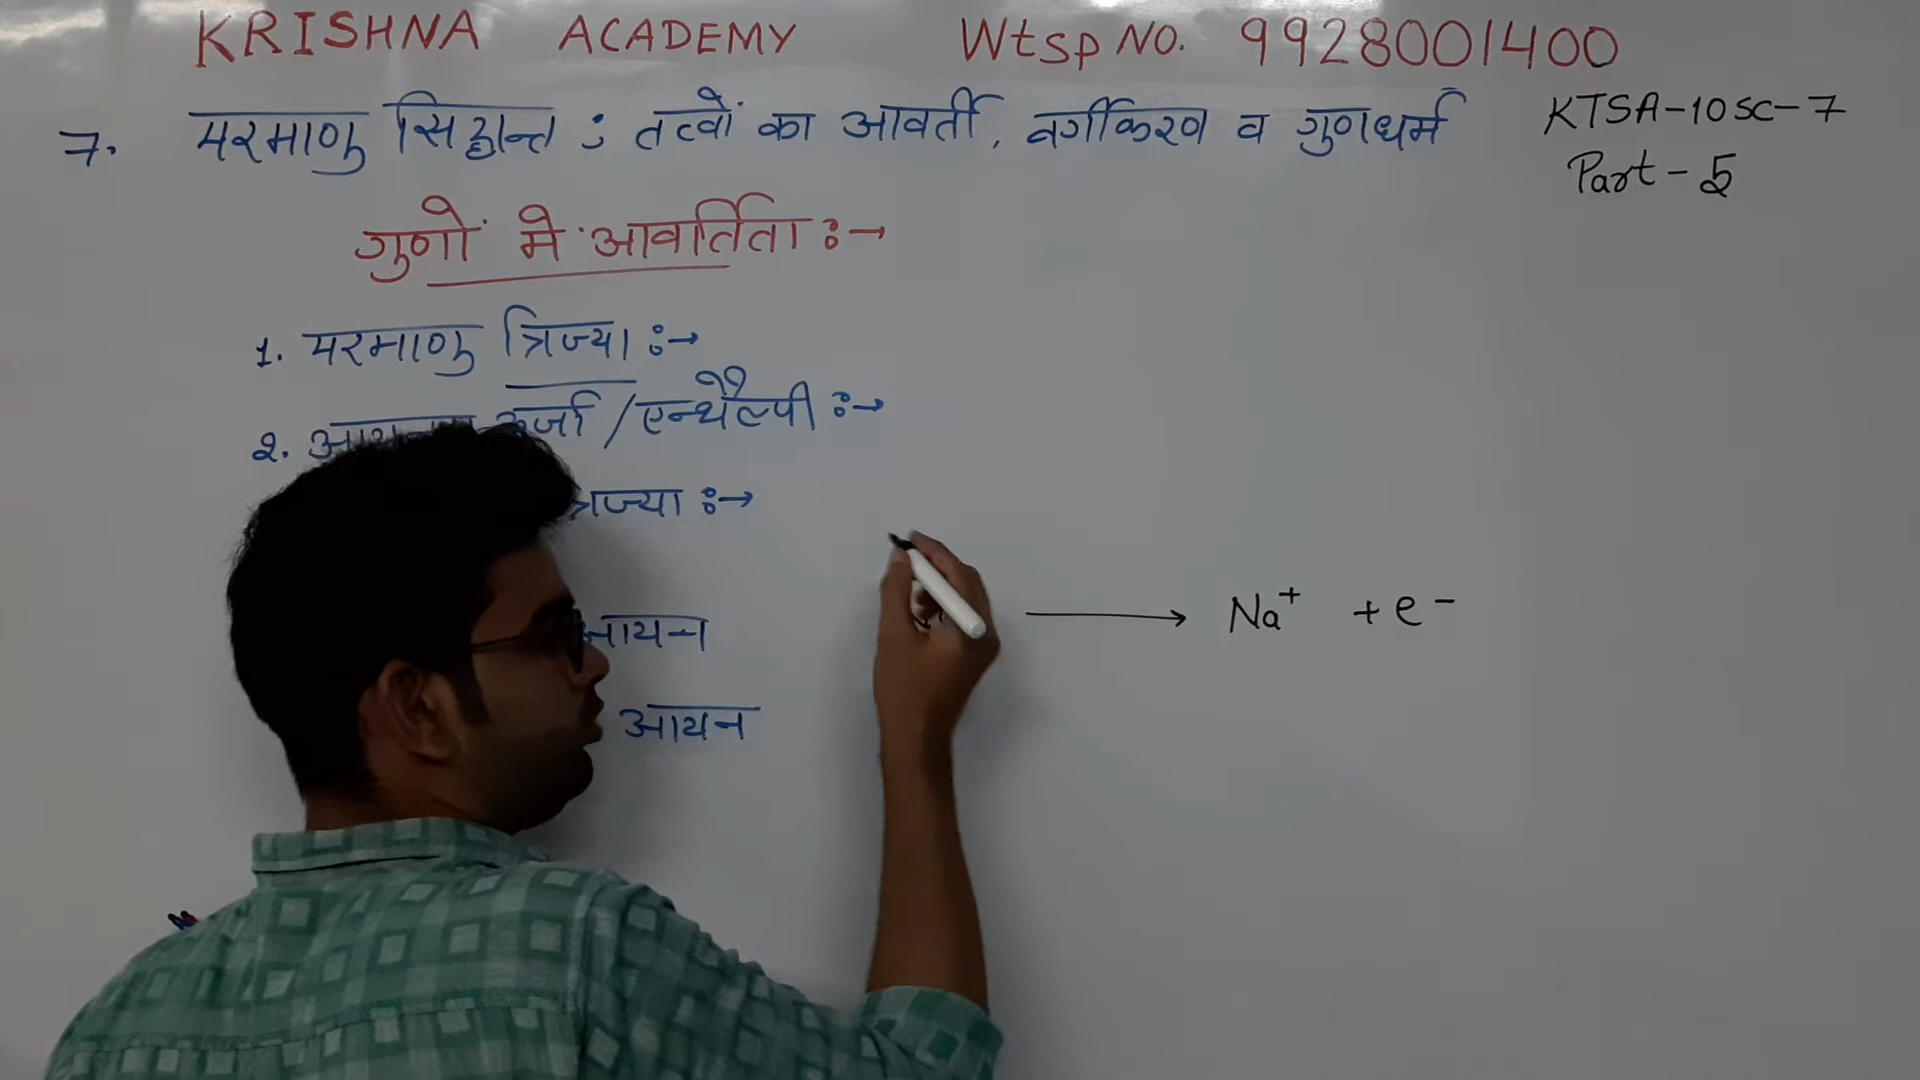 KRISHNA ACADEMY Wtsp NO. 9928001400
7. परमाणु सिद्धान्त : तत्वों का आवर्ती वर्गीकरण व गुणधर्म
KTSA-10SC-7
Part-5
गुणों मे आवर्तिता :→
1. परमाणु त्रिज्या :→
2. आयनन ऊर्जा/एन्थैल्पी :→
त्रिज्या :→
→ Na⁺ + e⁻
आयन